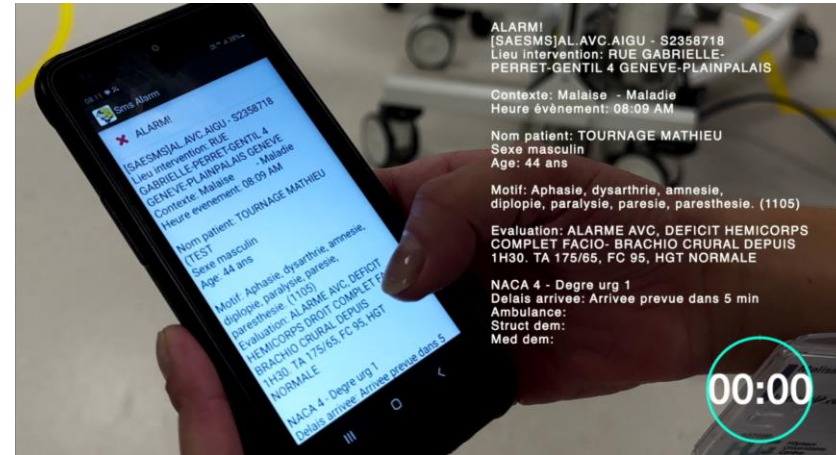 08:11
Sms Alarm
ALARM!
[SAESMS]AL.AVC.AIGU - S2358718
Lieu intervention: RUE
GABRIELLE-PERRET-GENTIL 4
GENEVE-PLAINPALAIS GENEVE
Contexte: Malaise - Maladie
Heure evenement: 08:09 AM
Nom patient: TOURNAGE MATHIEU
(TEST
Sexe masculin
Age: 44 ans
Motif: Aphasie, dysarthrie, amnesie,
diplopie, paralysie, paresie,
paresthesie. (1105)
Evaluation: ALARME AVC, DEFICIT
HEMICORPS DROIT COMPLET
BRACHIO CRURAL DEPUIS
1H30. TA 175/65, FC 95, HGT
NORMALE
NACA 4 - Degre urg 1
Delais arrivee: Arrivee prevue dans 5
ALARM!
[SAESMS]AL.AVC.AIGU - S2358718
Lieu intervention: RUE GABRIELLE-
PERRET-GENTIL 4 GENEVE-PLAINPALAIS
Contexte: Malaise - Maladie
Heure évènement: 08:09 AM
Nom patient: TOURNAGE MATHIEU
Sexe masculin
Age: 44 ans
Motif: Aphasie, dysarthrie, amnesie,
diplopie, paralysie, paresie, paresthesie. (1105)
Evaluation: ALARME AVC, DEFICIT HEMICORPS
COMPLET FACIO- BRACHIO CRURAL DEPUIS
1H30. TA 175/65, FC 95, HGT NORMALE
NACA 4 - Degre urg 1
Delais arrivee: Arrivee prevue dans 5 min
Ambulance:
Struct dem:
Med dem:
00:00